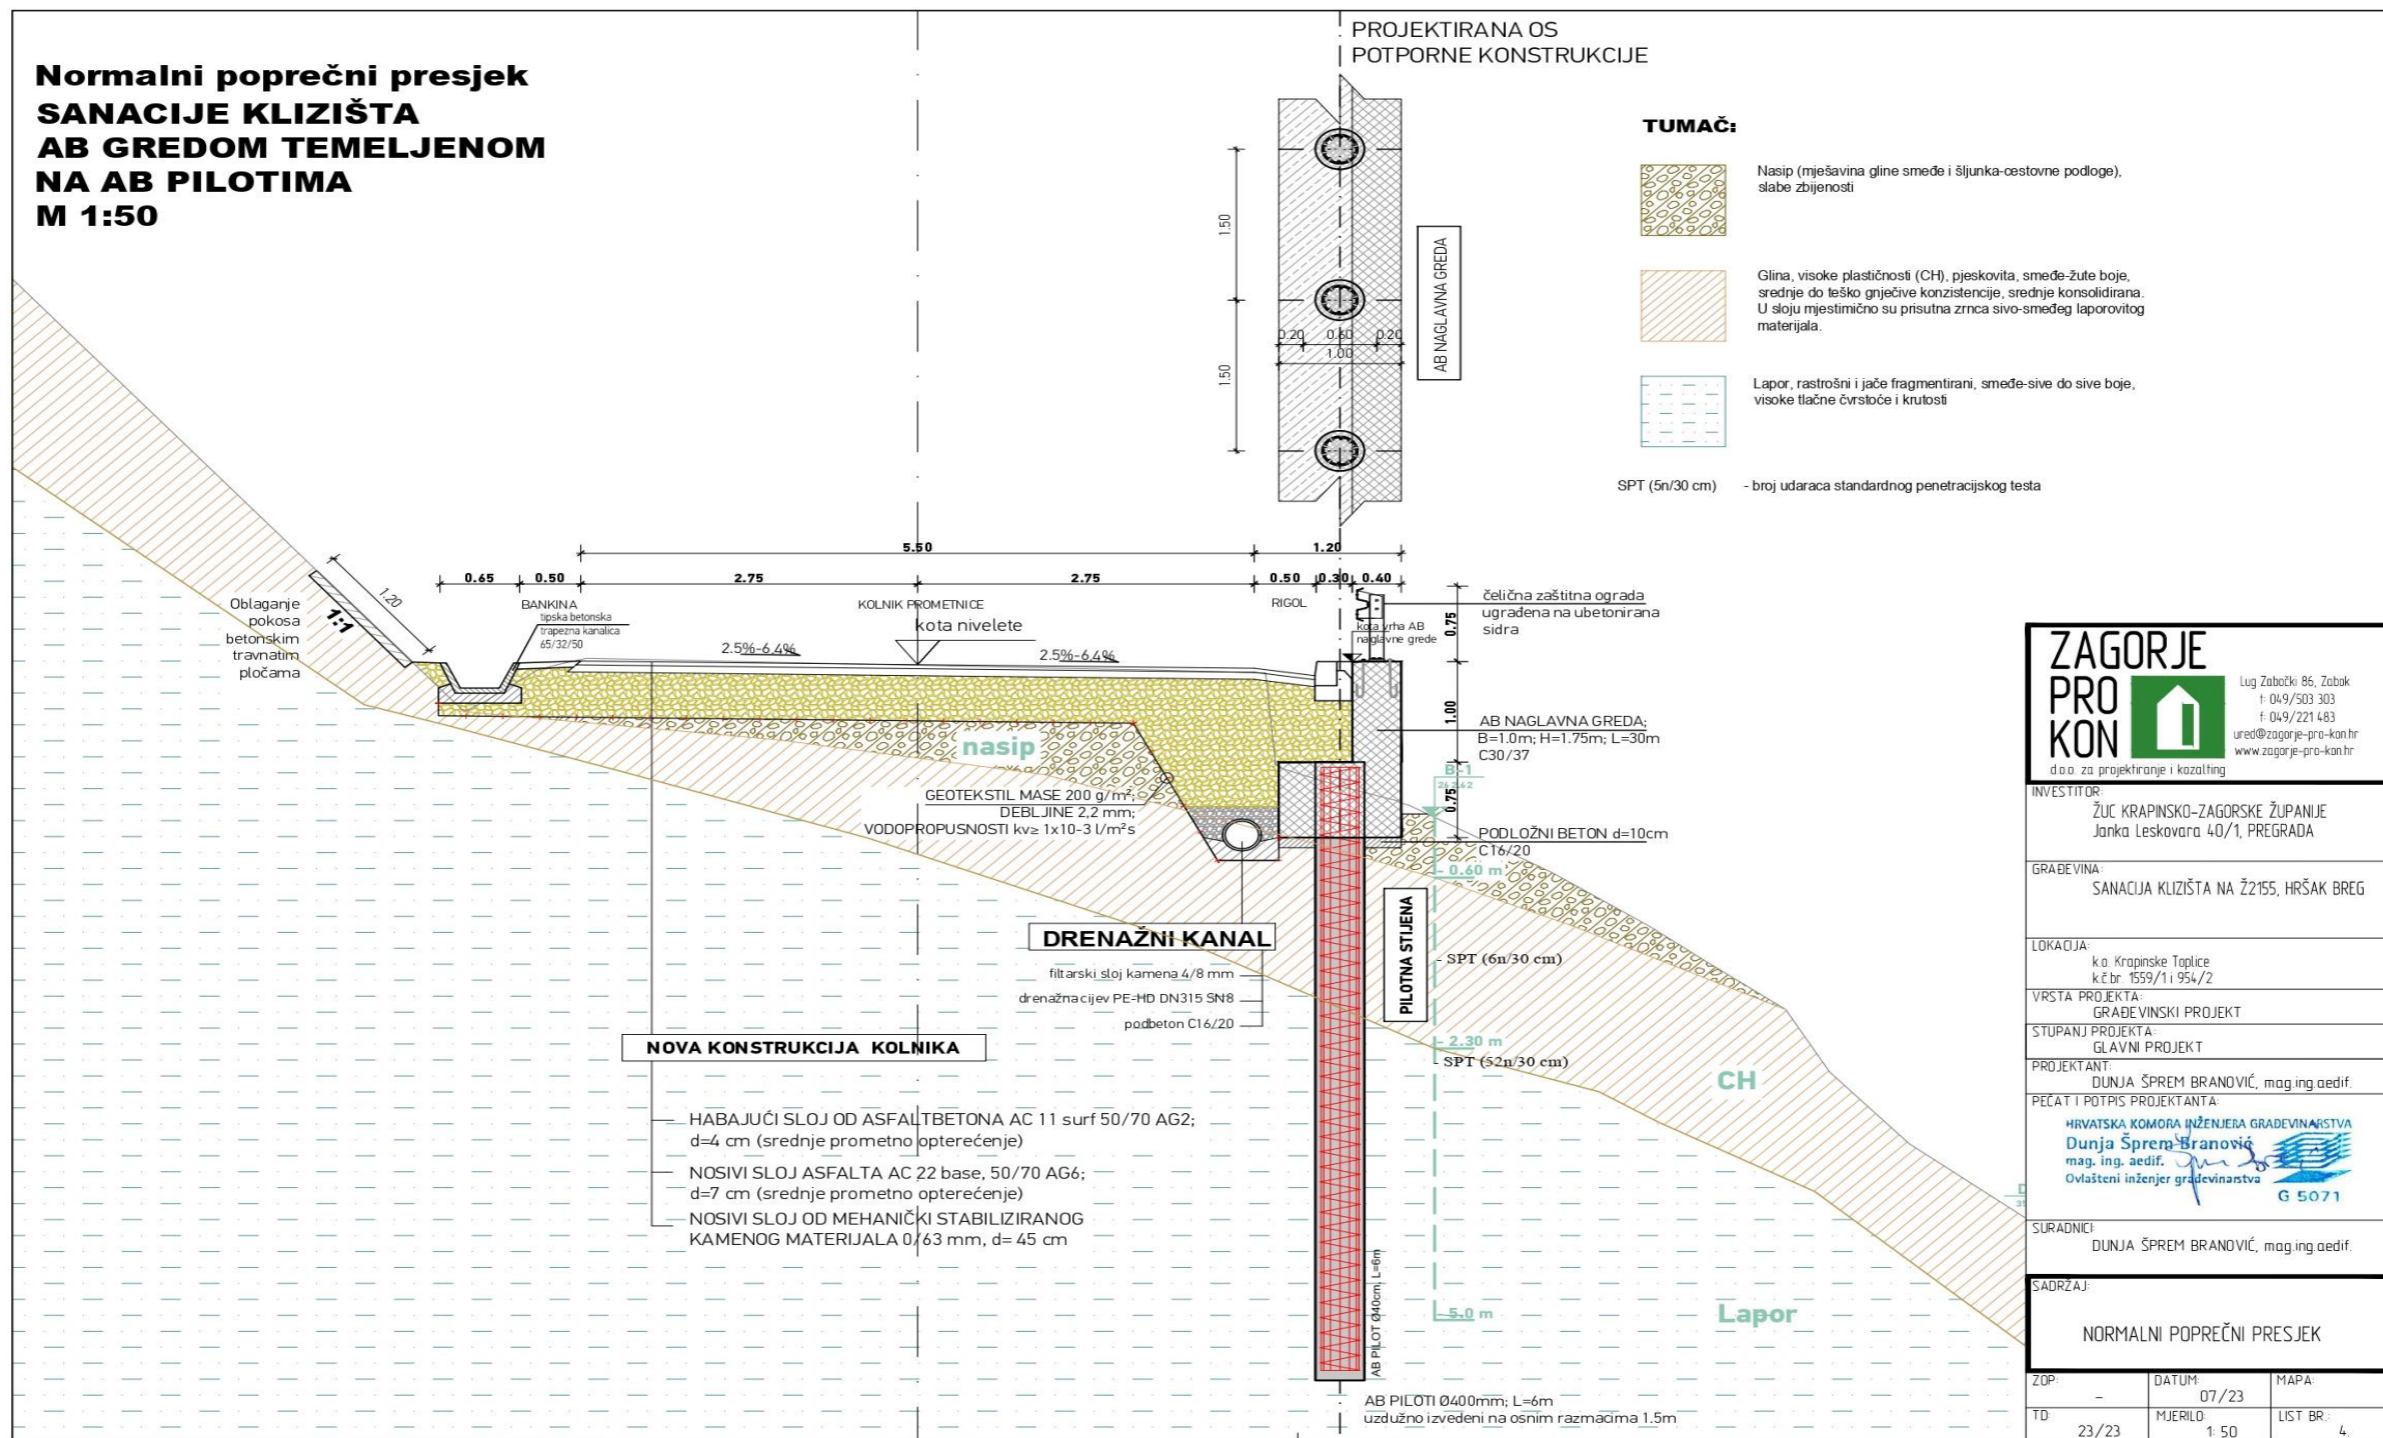 Normalni poprečni presjek
SANACIJE KLIZIŠTA
AB GREDOM TEMELJENOM
NA AB PILOTIMA
M 1:50
PROJEKTIRANA OS
POTPORNE KONSTRUKCIJE
1.50
1.50
0.20 0.60 0.20
1.00
AB NAGLAVNA GREDA
TUMAČ:
Nasip (mješavina gline smeđe i šljunka-cestovne podloge),
slabe zbijenosti
Glina, visoke plastičnosti (CH), pjeskovita, smeđe-žute boje,
srednje do teško gnječive konzistencije, srednje konsolidirana.
U sloju mjestimično su prisutna zrnca sivo-smeđeg laporovitog
materijala.
Lapor, rastrošni i jače fragmentirani, smeđe-sive do sive boje,
visoke tlačne čvrstoće i krutosti
SPT (5n/30 cm) - broj udaraca standardnog penetracijskog testa
5.50 1.20
0.65 0.50 2.75 2.75 0.50 0.30 0.40
1.20
1:1
Oblaganje
pokosa
betonskim
travnatim
pločama
BANKINA
tipska betonska
trapezna kanalica
65/32/50
KOLNIK PROMETNICE
kota nivelete
2.5%-6.4%
2.5%-6.4%
RIGOL
kota vrha AB
naglavne grede
0.75
1.00
0.75
čelična zaštitna ograda
ugrađena na ubetonirana
sidra
AB NAGLAVNA GREDA;
B=1.0m; H=1.75m; L=30m
C30/37
B-1
PODLOŽNI BETON d=10cm
C16/20
nasip
GEOTEKSTIL MASE 200 g/m²;
DEBLJINE 2,2 mm;
VODOPROPUSNOSTI kv≥ 1x10-3 l/m²s
- 0.60 m
DRENAŽNI KANAL
filtarski sloj kamena 4/8 mm
drenažna cijev PE-HD DN315 SN8
podbeton C16/20
PILOTNA STIJENA
- SPT (6n/30 cm)
- 2.30 m
- SPT (52n/30 cm)
CH
NOVA KONSTRUKCIJA KOLNIKA
HABAJUĆI SLOJ OD ASFALTBETONA AC 11 surf 50/70 AG2;
d=4 cm (srednje prometno opterećenje)
NOSIVI SLOJ ASFALTA AC 22 base, 50/70 AG6;
d=7 cm (srednje prometno opterećenje)
NOSIVI SLOJ OD MEHANIČKI STABILIZIRANOG
KAMENOG MATERIJALA 0/63 mm, d= 45 cm
- 5.0 m
Lapor
AB PILOT Ø40cm, L=6m
AB PILOTI Ø400mm; L=6m
uzdužno izvedeni na osnim razmacima 1.5m
ZAGORJE
PRO
KON
d.o.o. za projektiranje i kozalting
Lug Zabočki 86, Zabok
t: 049/503 303
f: 049/221 483
ured@zagorje-pro-kon.hr
www.zagorje-pro-kon.hr
INVESTITOR:
ŽUC KRAPINSKO-ZAGORSKE ŽUPANIJE
Janka Leskovara 40/1, PREGRADA
GRAĐEVINA:
SANACIJA KLIZIŠTA NA Ž2155, HRŠAK BREG
LOKACIJA:
k.o. Krapinske Toplice
k.č.br. 1559/1 i 954/2
VRSTA PROJEKTA:
GRAĐEVINSKI PROJEKT
STUPANJ PROJEKTA:
GLAVNI PROJEKT
PROJEKTANT:
DUNJA ŠPREM BRANOVIĆ, mag.ing.aedif.
PEČAT I POTPIS PROJEKTANTA:
HRVATSKA KOMORA INŽENJERA GRAĐEVINARSTVA
Dunja Šprem Branović
mag. ing. aedif.
Ovlašteni inženjer građevinarstva
G 5071
SURADNICI:
DUNJA ŠPREM BRANOVIĆ, mag.ing.aedif.
SADRŽAJ:
NORMALNI POPREČNI PRESJEK
ZOP: -
DATUM: 07/23
MAPA:
TD: 23/23
MJERILO: 1: 50
LIST BR.: 4.